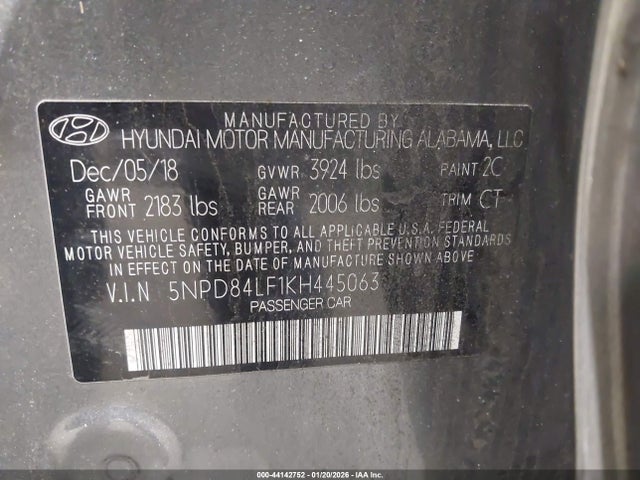 MANUFACTURED BY
HYUNDAI MOTOR MANUFACTURING ALABAMA, LLC
Dec/05/18 GVWR 3924 lbs PAINT 2C
GAWR FRONT 2183 lbs GAWR REAR 2006 lbs TRIM CT
THIS VEHICLE CONFORMS TO ALL APPLICABLE U.S.A. FEDERAL
MOTOR VEHICLE SAFETY, BUMPER, AND THEFT PREVENTION STANDARDS
IN EFFECT ON THE DATE OF MANUFACTURE SHOWN ABOVE
V.I.N 5NPD84LF1KH445063
PASSENGER CAR
000-44142752 | 01/20/2026 - IAA Inc.©